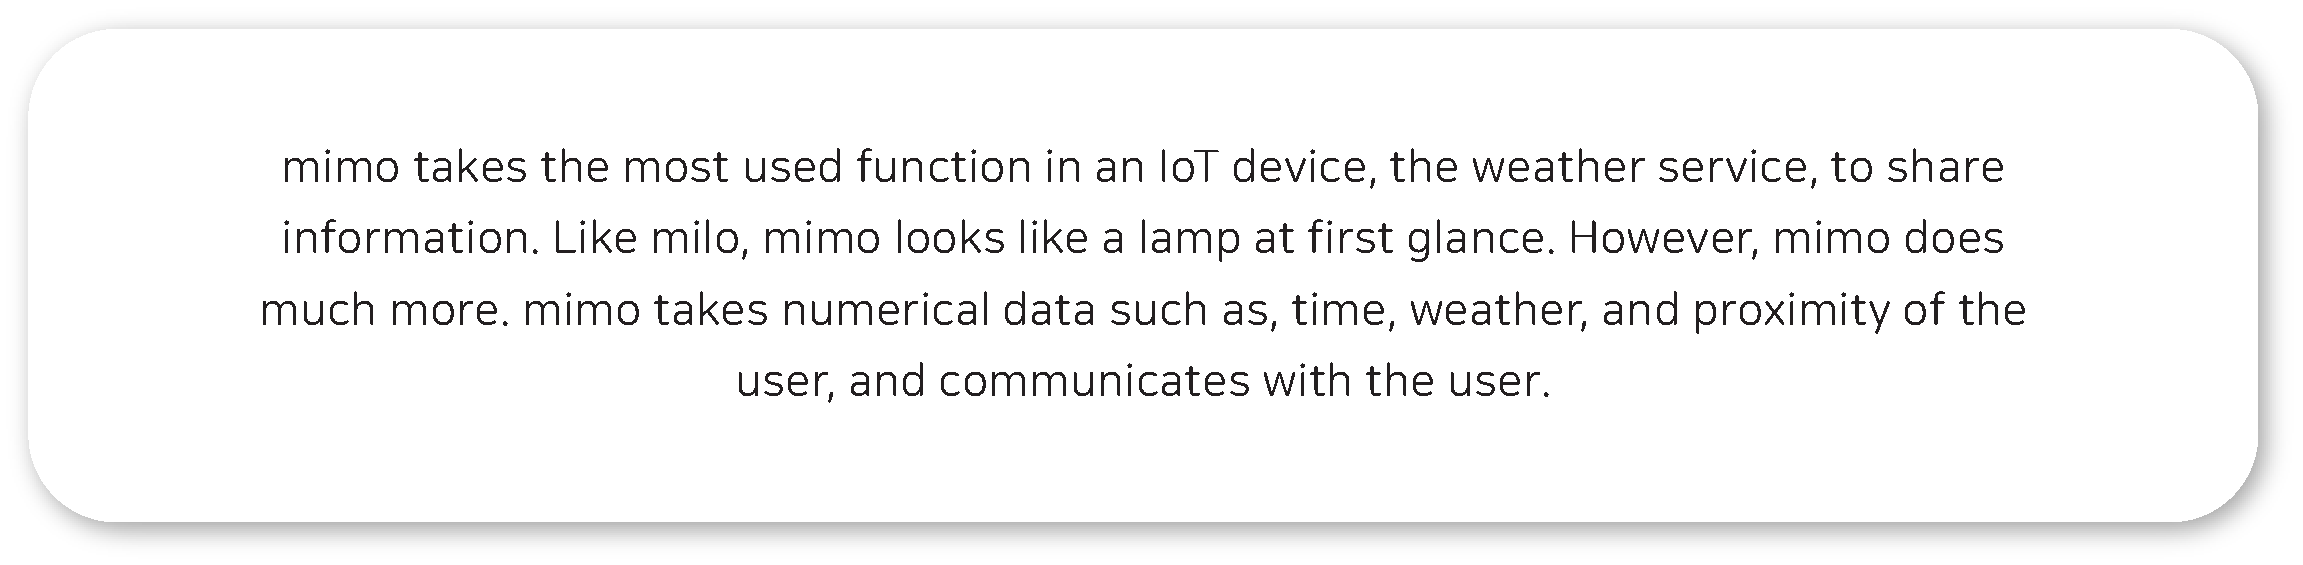 mimo takes the most used function in an IoT device, the weather service, to share
information. Like milo, mimo looks like a lamp at first glance. However, mimo does
much more. mimo takes numerical data such as, time, weather, and proximity of the
user, and communicates with the user.